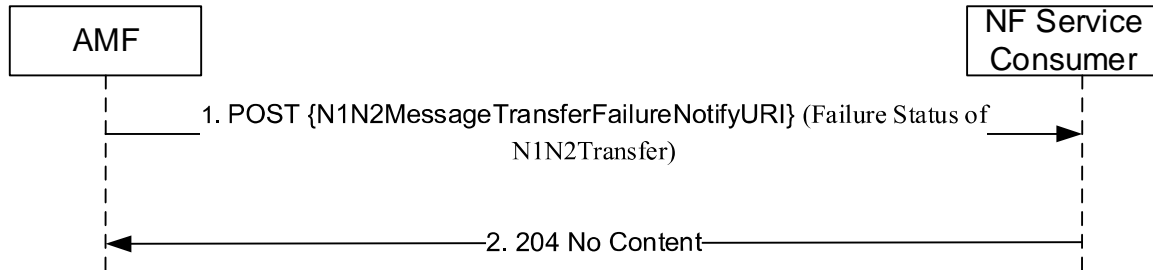 AMF
NF Service
Consumer
1. POST {N1N2MessageTransferFailureNotifyURI} (Failure Status of
N1N2Transfer)
2. 204 No Content